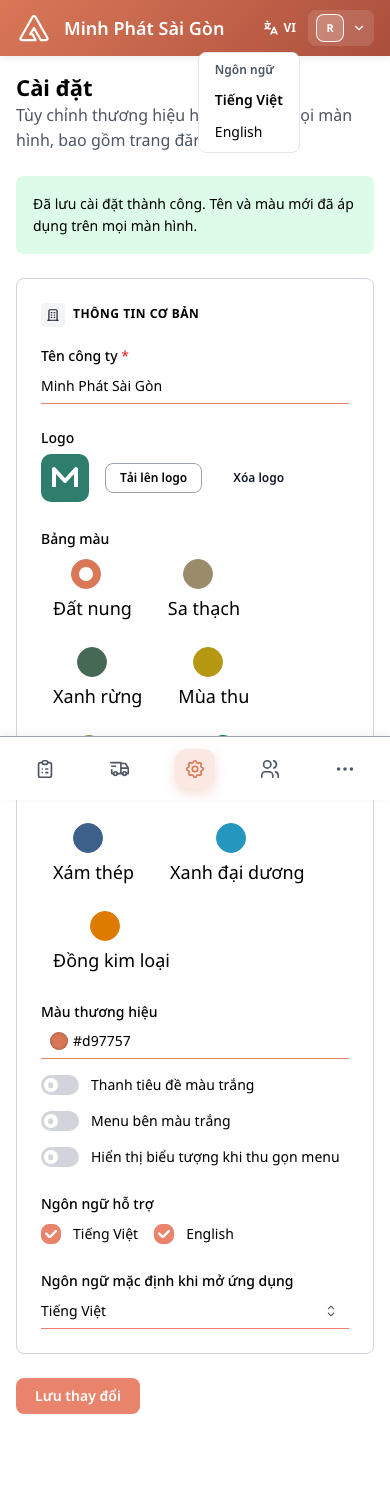 Minh Phát Sài Gòn
VI
R
Ngôn ngữ
Tiếng Việt
English
Cài đặt
Tùy chỉnh thương hiệu
hình, bao gồm trang
màn
Đã lưu cài đặt thành công. Tên và màu mới đã áp
dụng trên mọi màn hình.
THÔNG TIN CƠ BẢN
Tên công ty *
Minh Phát Sài Gòn
Logo
M
Tải lên logo
Xóa logo
Bảng màu
Đất nung
Sa thạch
Xanh rừng
Mùa thu
Xám thép
Xanh đại dương
Đồng kim loại
Màu thương hiệu
#d97757
Thanh tiêu đề màu trắng
Menu bên màu trắng
Hiển thị biểu tượng khi thu gọn menu
Ngôn ngữ hỗ trợ
Tiếng Việt
English
Ngôn ngữ mặc định khi mở ứng dụng
Tiếng Việt
Lưu thay đổi